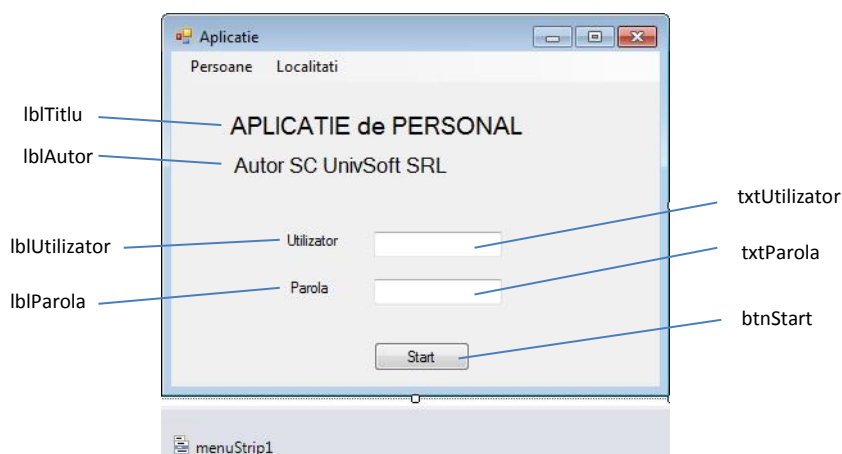 Aplicatie
Persoane Localitati
lblTitlu
APLICATIE de PERSONAL
lblAutor
Autor SC UnivSoft SRL
txtUtilizator
lblUtilizator
Utilizator
txtParola
lblParola
Parola
btnStart
Start
menuStrip1